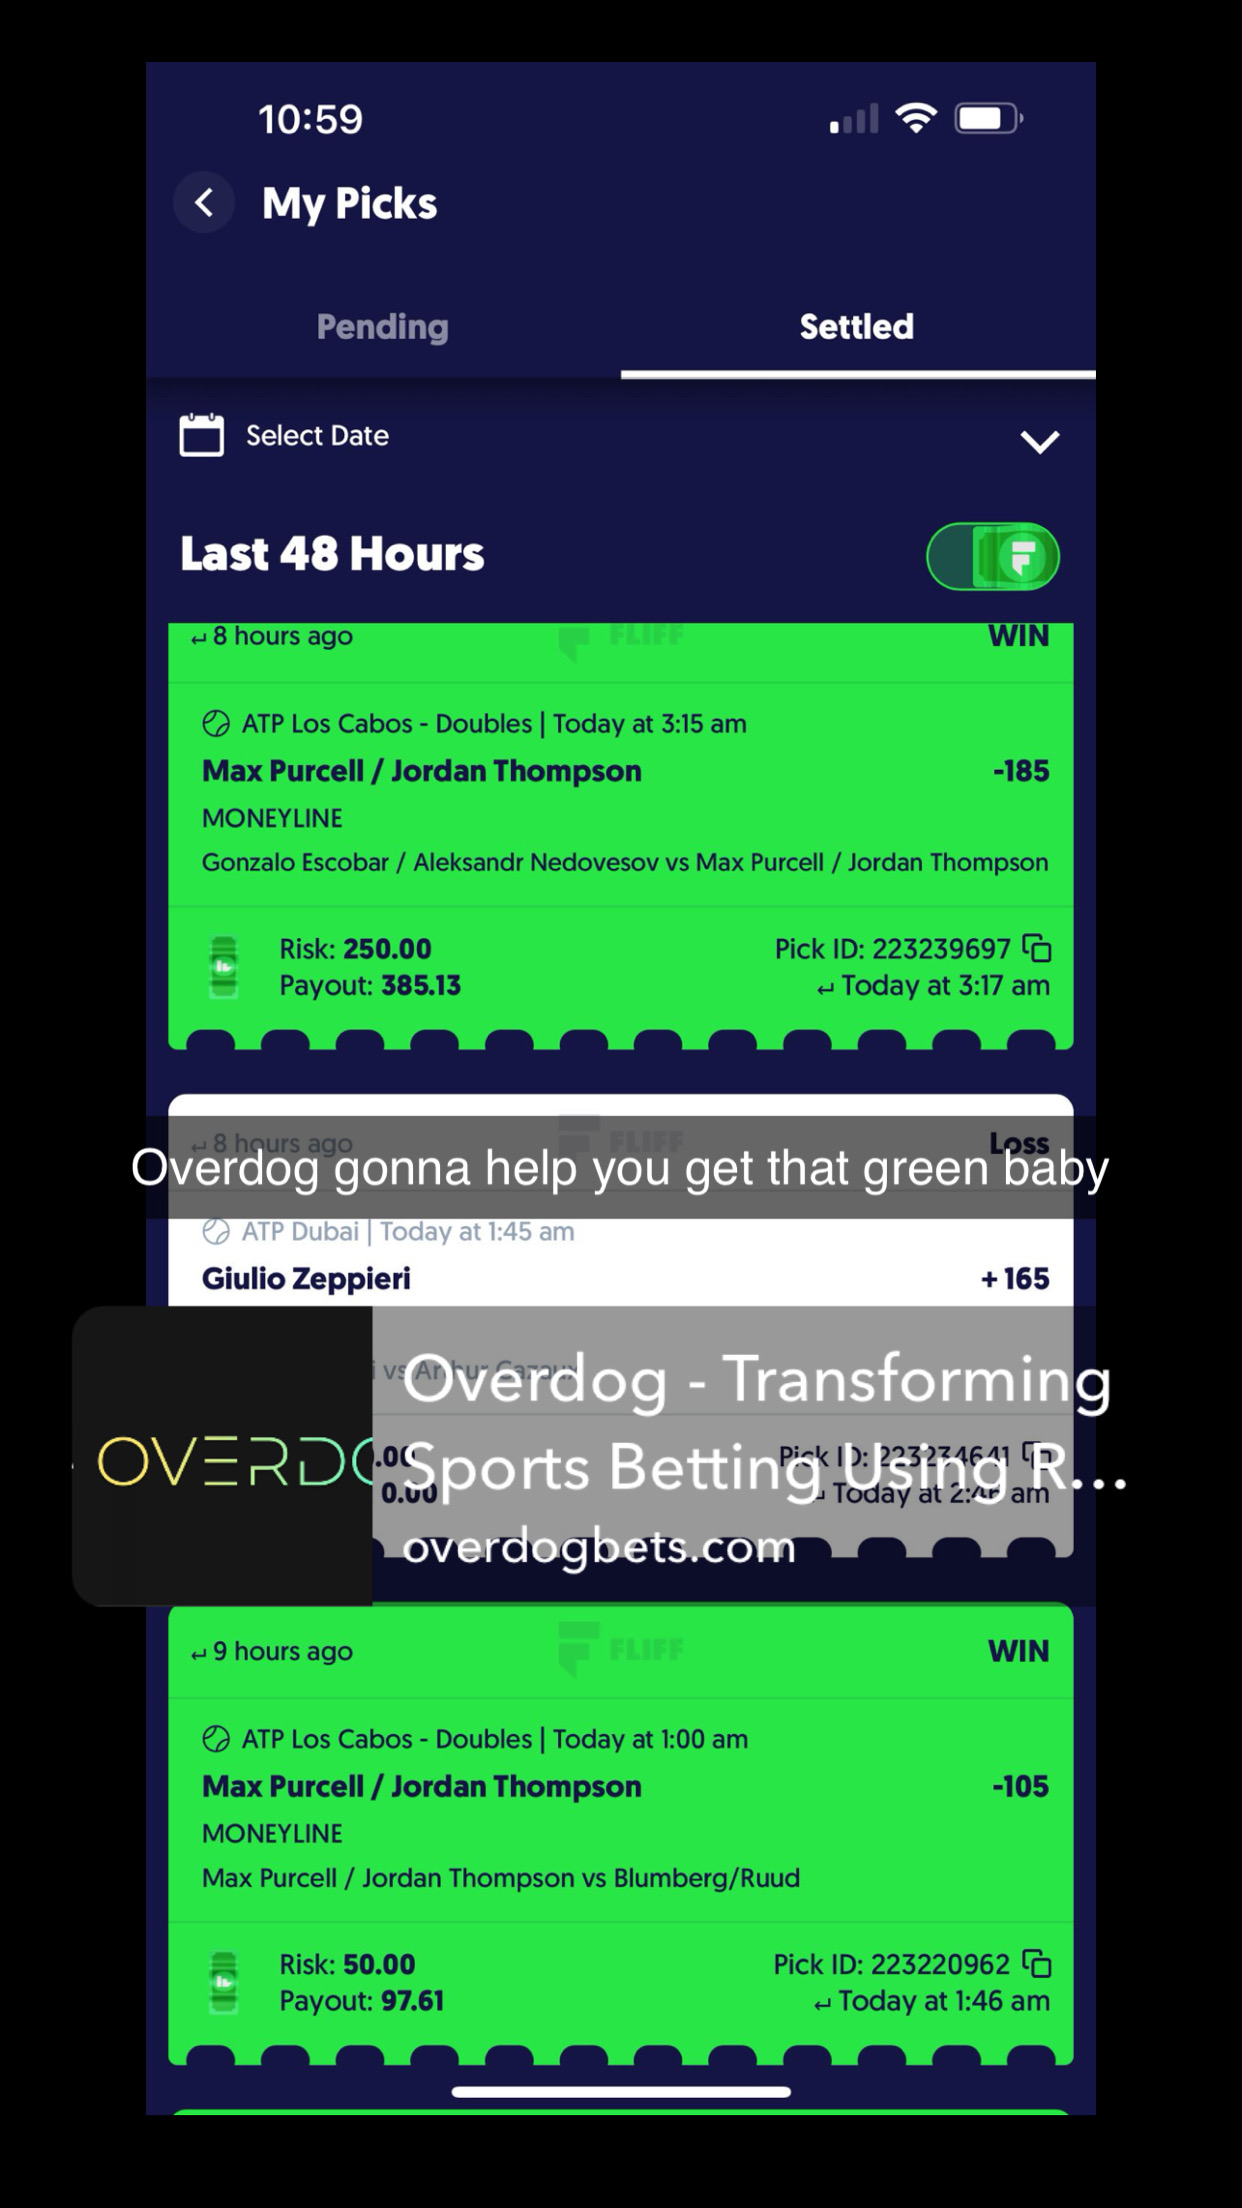 10:59
My Picks
Pending
Settled
Select Date
Last 48 Hours
8 hours ago
FLIFF
WIN
ATP Los Cabos - Doubles | Today at 3:15 am
Max Purcell / Jordan Thompson
-185
MONEYLINE
Gonzalo Escobar / Aleksandr Nedovesov vs Max Purcell / Jordan Thompson
Risk: 250.00
Pick ID: 223239697
Payout: 385.13
Today at 3:17 am
8 hours ago
FLIFF
Loss
Overdog gonna help you get that green baby
ATP Dubai | Today at 1:45 am
Giulio Zeppieri
+165
vs Arthur Cazaux
Overdog - Transforming
Sports Betting Using R...
overdogbets.com
OVERDO
.00
Pick ID: 223234641
0.00
Today at 2:46 am
9 hours ago
FLIFF
WIN
ATP Los Cabos - Doubles | Today at 1:00 am
Max Purcell / Jordan Thompson
-105
MONEYLINE
Max Purcell / Jordan Thompson vs Blumberg/Ruud
Risk: 50.00
Pick ID: 223220962
Payout: 97.61
Today at 1:46 am